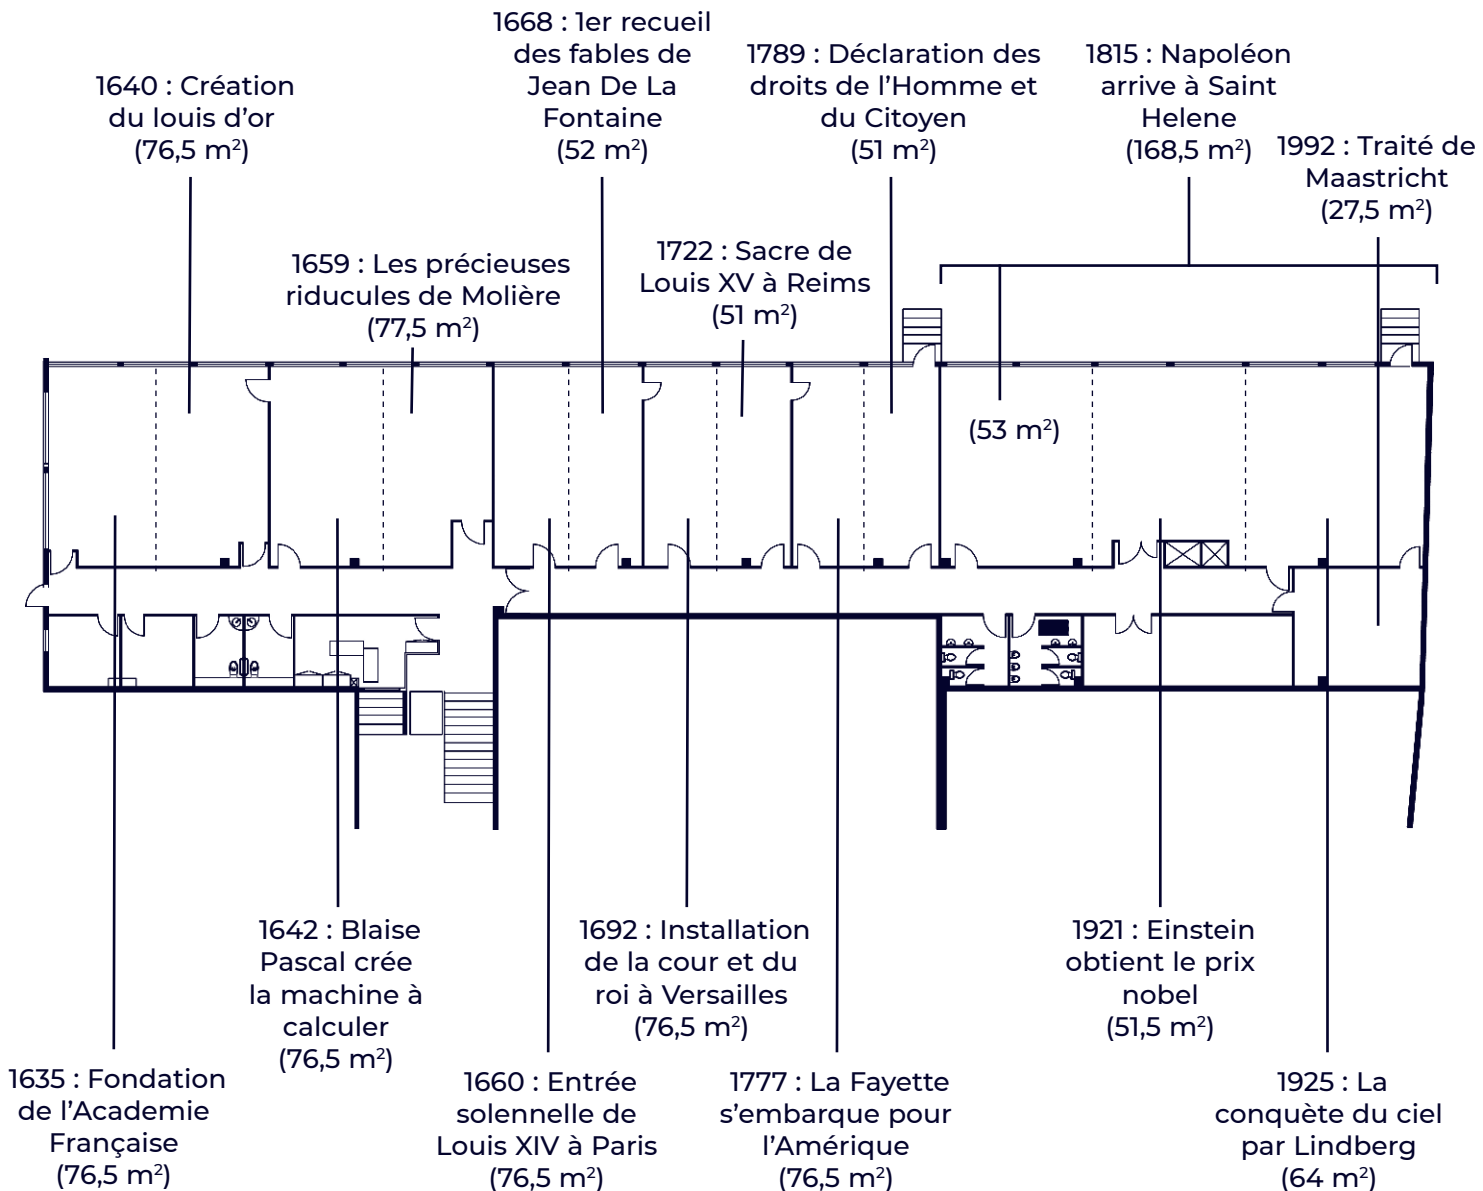 1668 : 1er recueil
des fables de
Jean De La
Fontaine
(52 m²)
1789 : Déclaration des
droits de l'Homme et
du Citoyen
(51 m²)
1815 : Napoléon
arrive à Saint
Helene
(168,5 m²)
1640 : Création
du louis d'or
(76,5 m²)
1992 : Traité de
Maastricht
(27,5 m²)
1659 : Les précieuses
riducules de Molière
(77,5 m²)
1722 : Sacre de
Louis XV à Reims
(51 m²)
(53 m²)
1642 : Blaise
Pascal crée
la machine à
calculer
(76,5 m²)
1692 : Installation
de la cour et du
roi à Versailles
(76,5 m²)
1921 : Einstein
obtient le prix
nobel
(51,5 m²)
1635 : Fondation
de l'Academie
Française
(76,5 m²)
1660 : Entrée
solennelle de
Louis XIV à Paris
(76,5 m²)
1777 : La Fayette
s'embarque pour
l'Amérique
(76,5 m²)
1925 : La
conquète du ciel
par Lindberg
(64 m²)